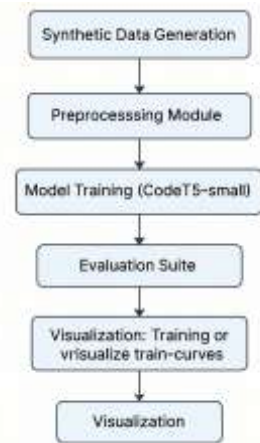 Synthetic Data Generation
Preprocesssing Module
Model Training (CodeT5-small)
Evaluation Suite
Visualization: Training or
vrisualize train-curves
Visualization